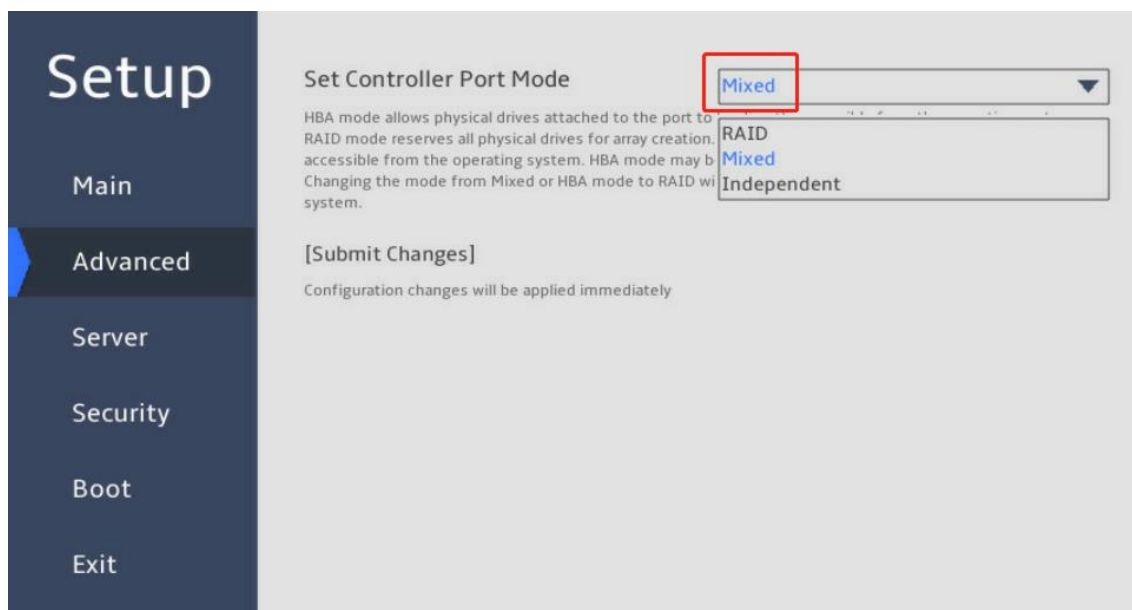 Setup
Main
Advanced
Server
Security
Boot
Exit
Set Controller Port Mode
Mixed
HBA mode allows physical drives attached to the port to
RAID mode reserves all physical drives for array creation.
accessible from the operating system. HBA mode may b
Changing the mode from Mixed or HBA mode to RAID wi
system.
RAID
Mixed
Independent
[Submit Changes]
Configuration changes will be applied immediately